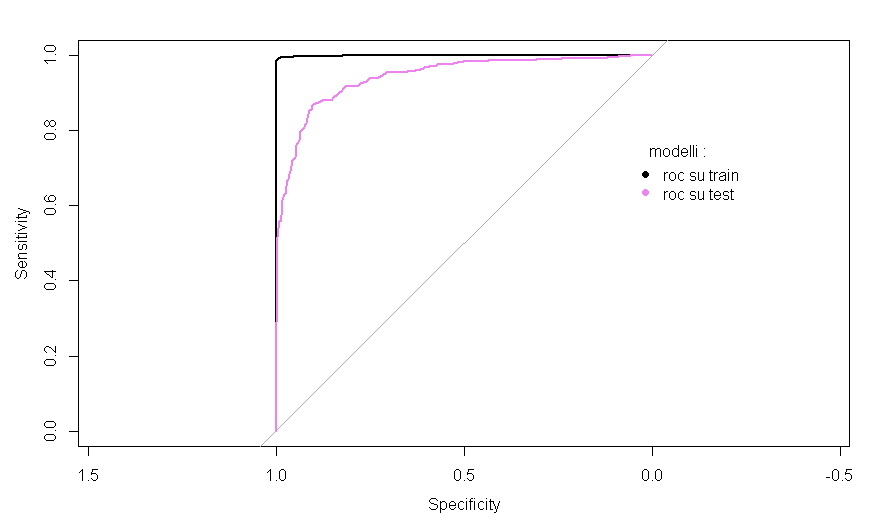 1.0
0.8
0.6
0.4
0.2
0.0
Sensitivity
modelli :
roc su train
roc su test
1.5
1.0
0.5
0.0
-0.5
Specificity